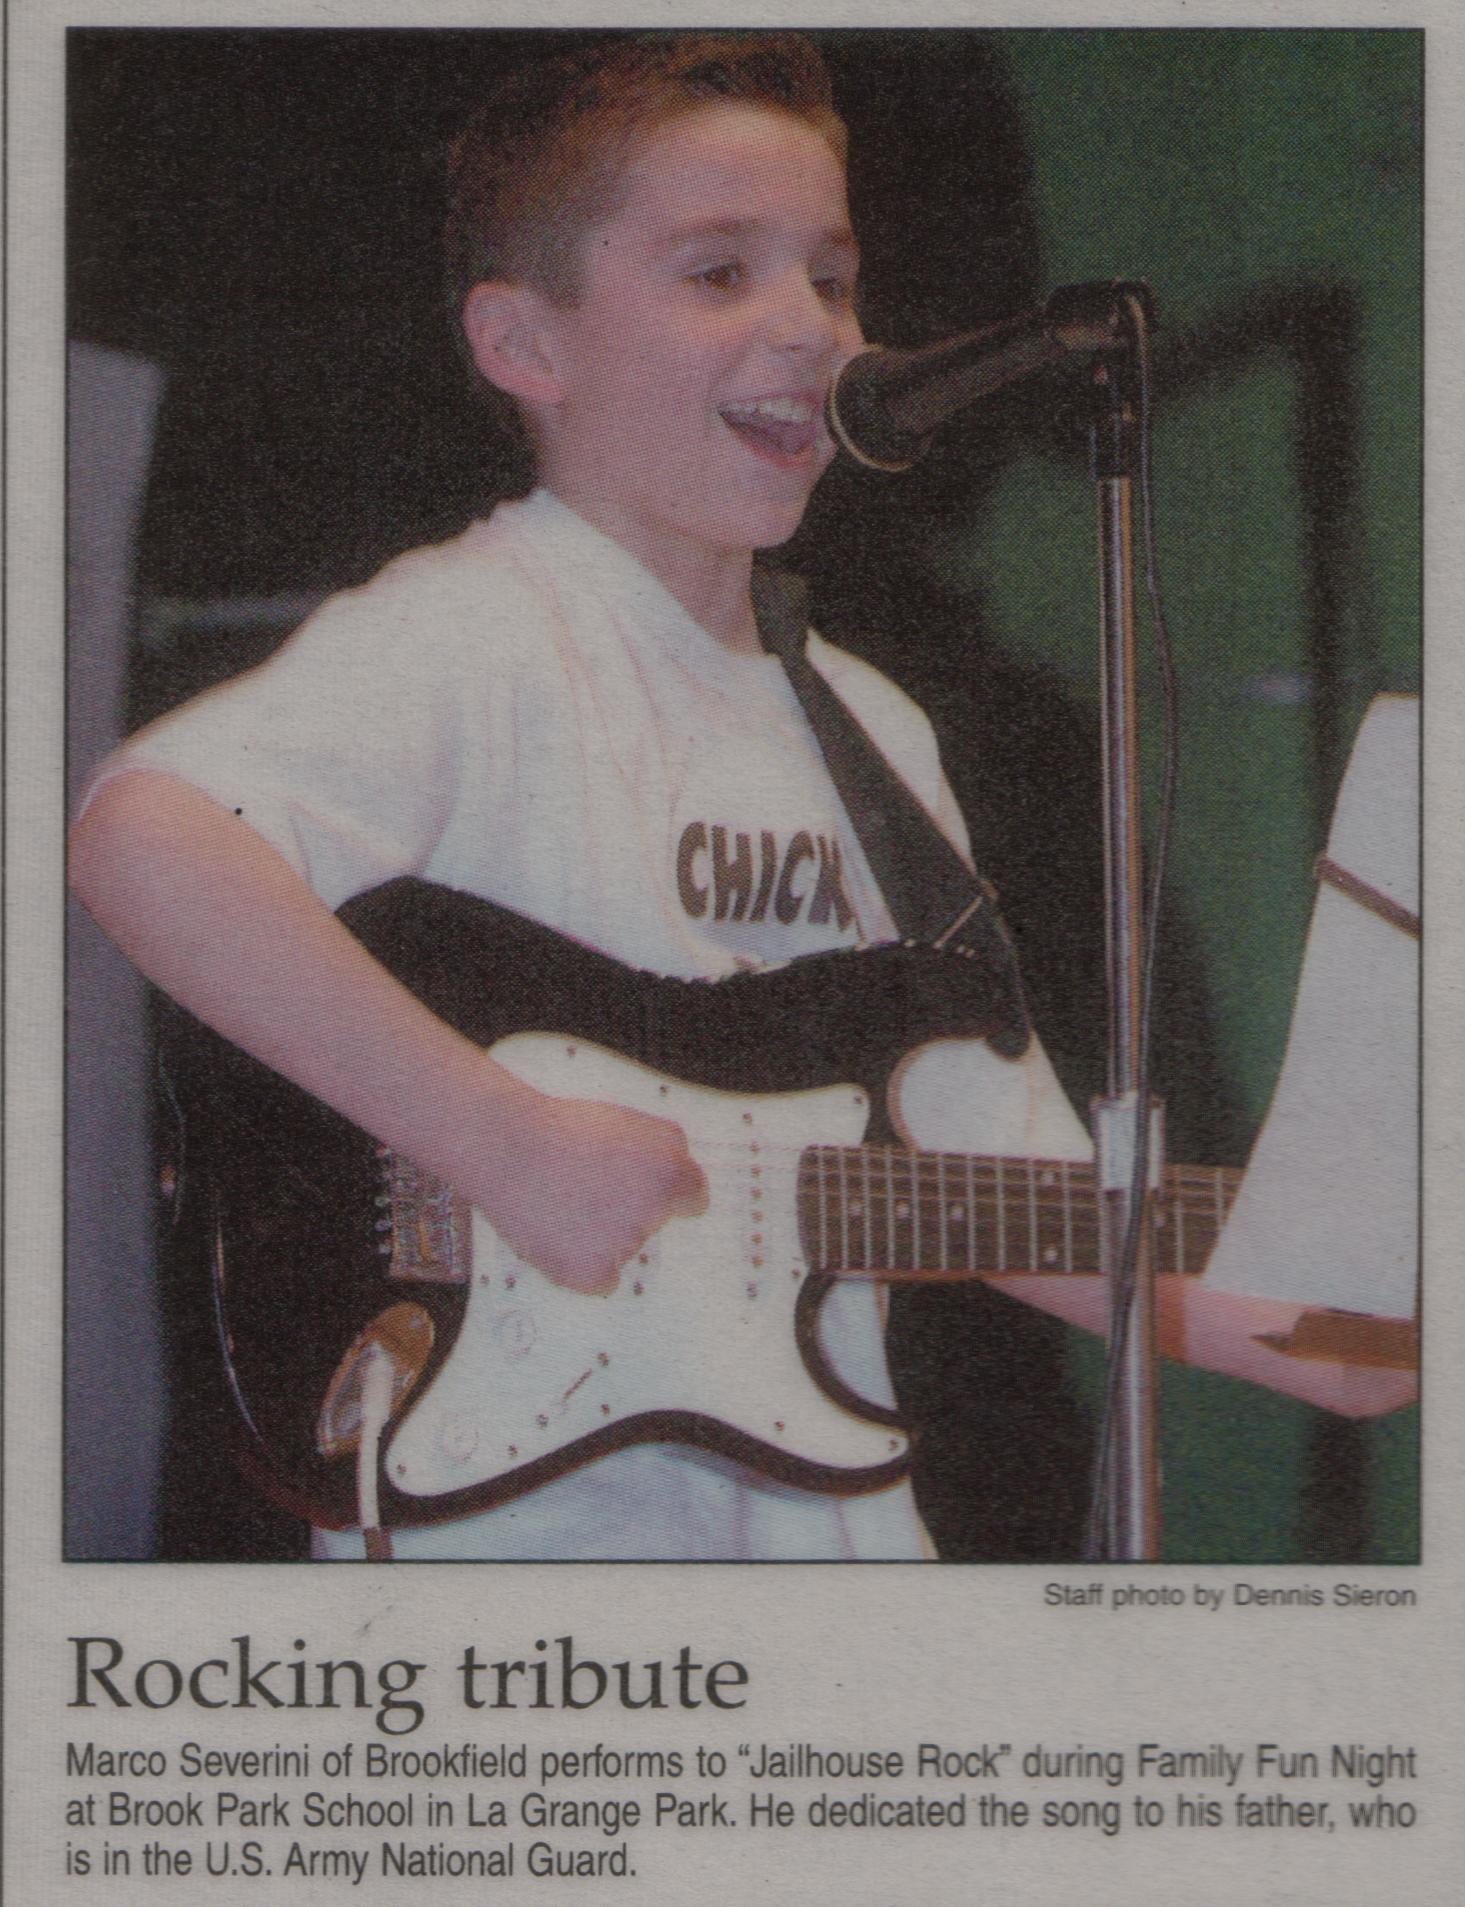 CHICK
Staff photo by Dennis Sieron
Rocking tribute
Marco Severini of Brookfield performs to “Jailhouse Rock” during Family Fun Night
at Brook Park School in La Grange Park. He dedicated the song to his father, who
is in the U.S. Army National Guard.